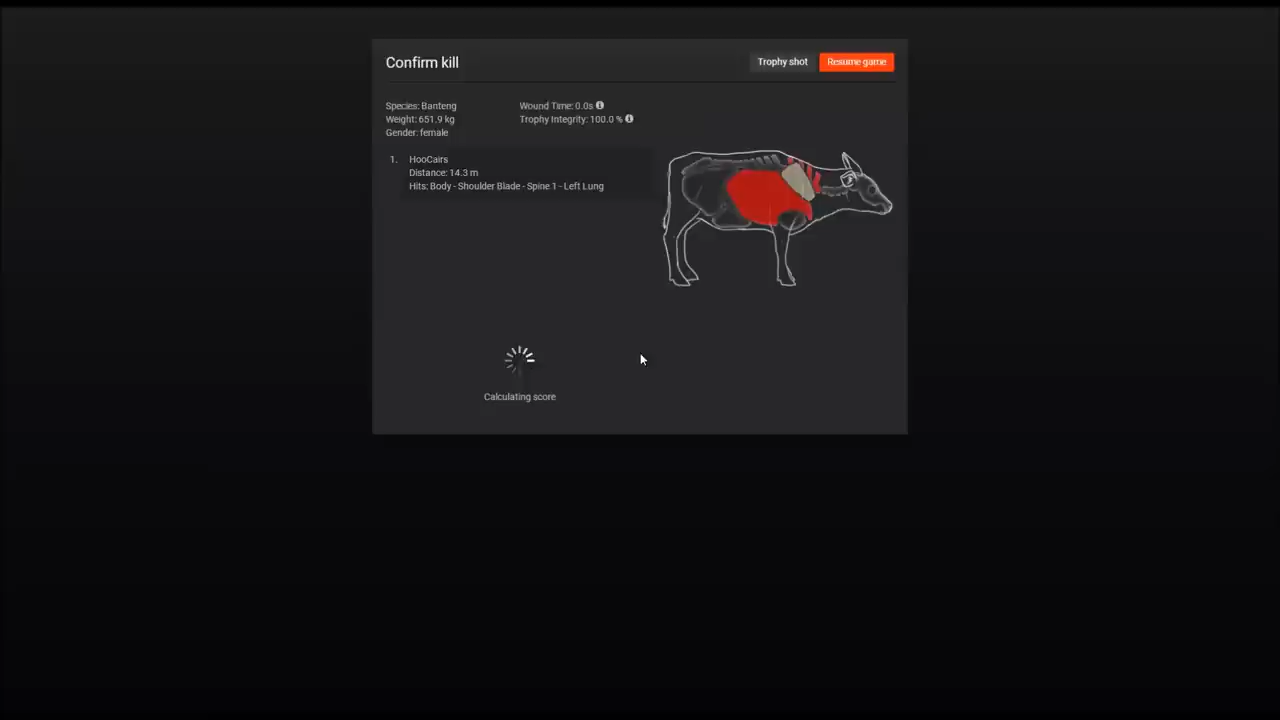 Confirm kill
Trophy shot
Resume game
Species: Banteng
Wound Time: 0.0s
Weight: 651.9 kg
Trophy Integrity: 100.0 %
Gender: female
1. HooCairs
Distance: 14.3 m
Hits: Body - Shoulder Blade - Spine 1 - Left Lung
Calculating score